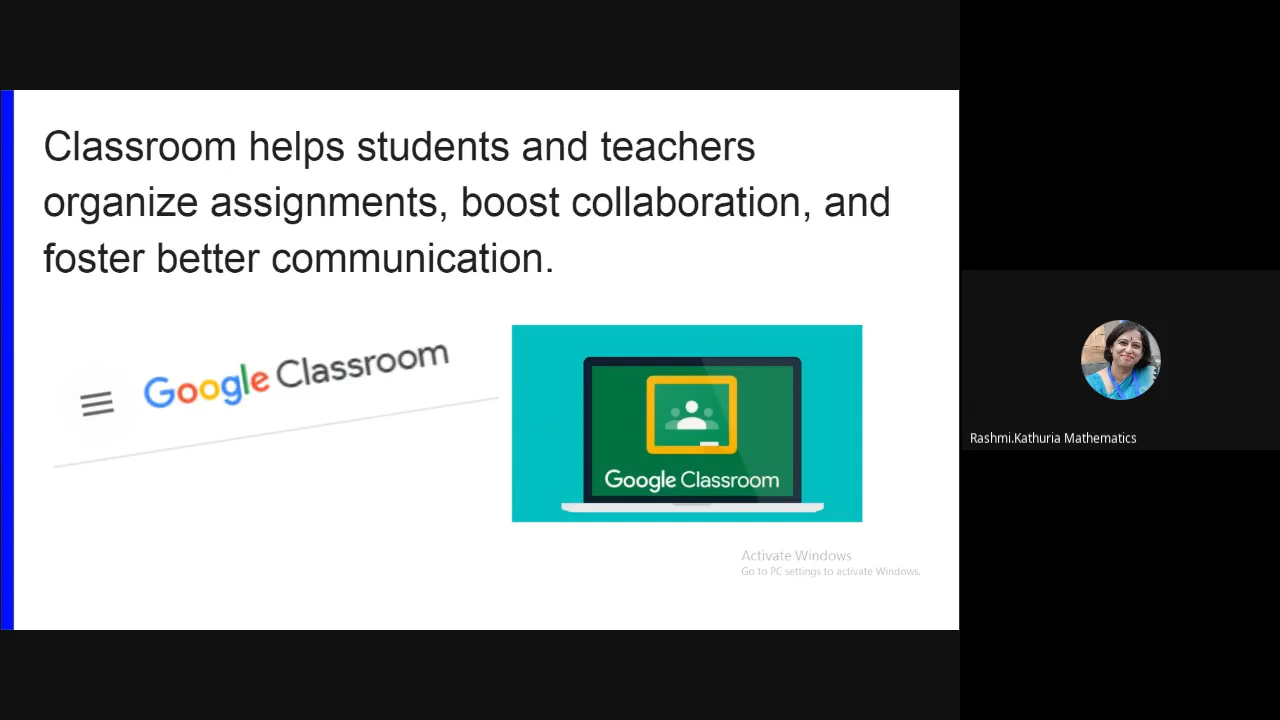 Classroom helps students and teachers
organize assignments, boost collaboration, and
foster better communication.
Google Classroom
Google Classroom
Activate Windows
Go to PC settings to activate Windows.
Rashmi.Kathuria Mathematics